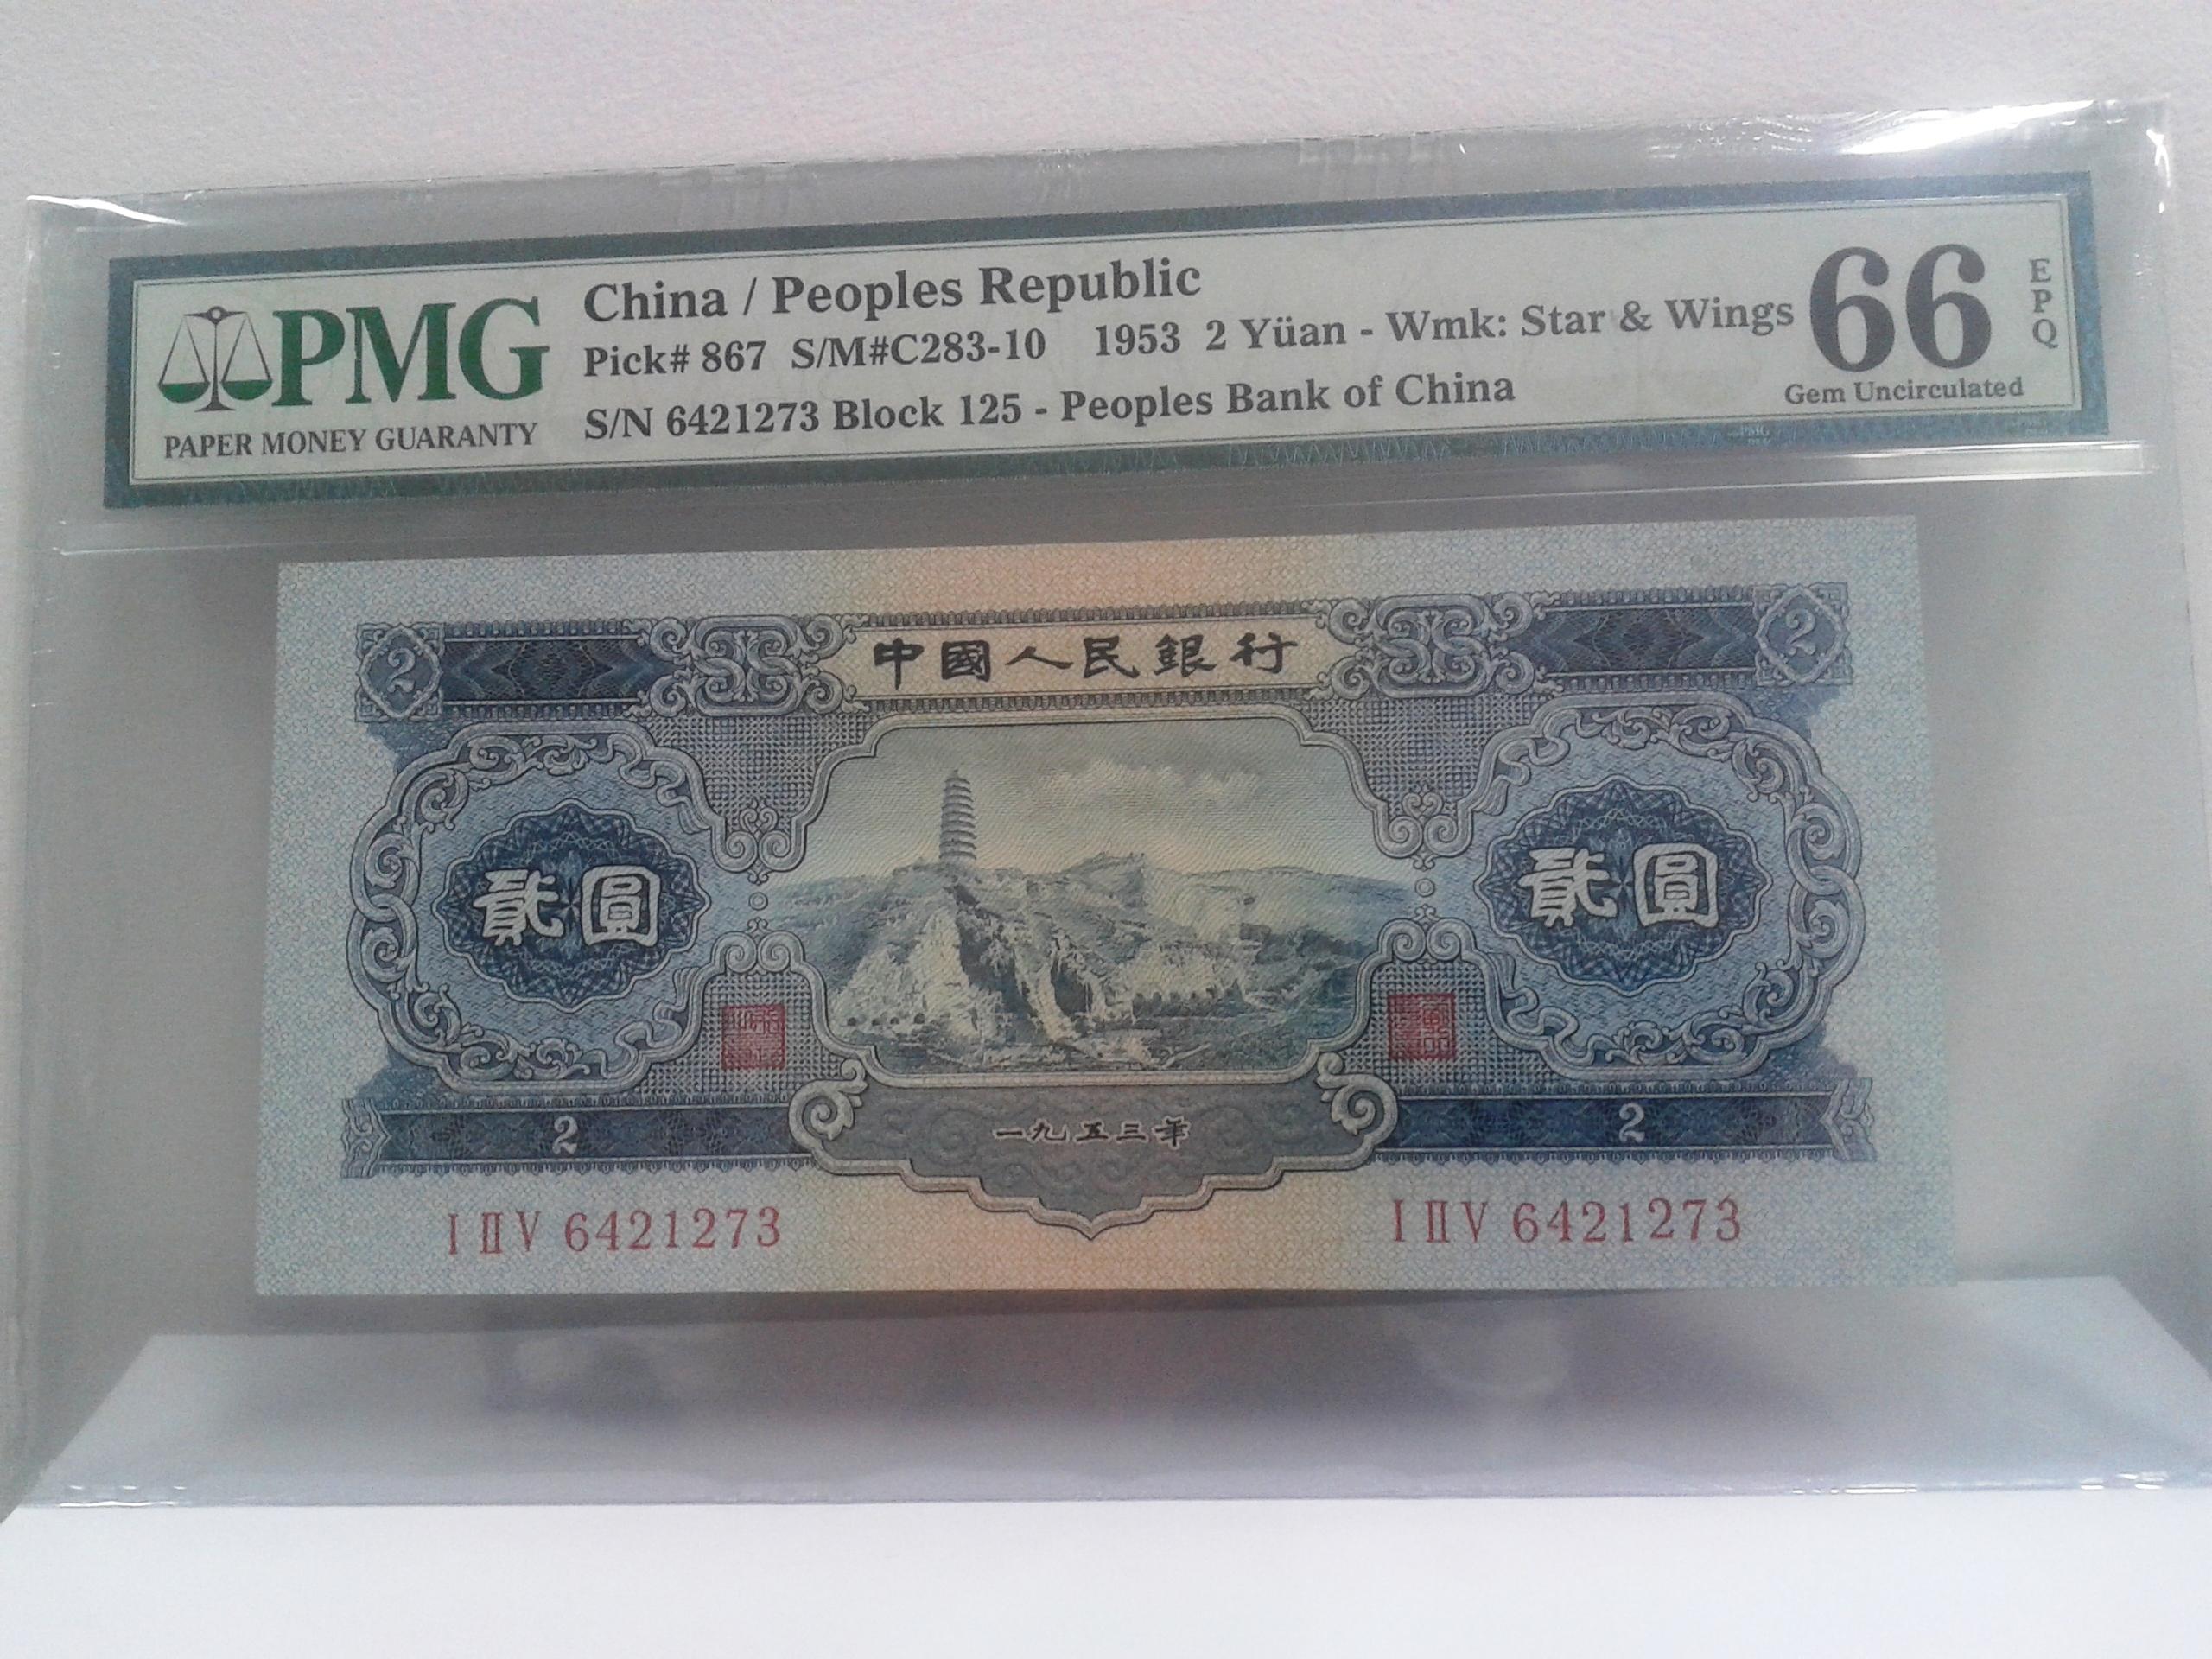 PMG
PAPER MONEY GUARANTY
China / Peoples Republic
Pick# 867 S/M#C283-10 1953 2 Yüan - Wmk: Star & Wings
S/N 6421273 Block 125 - Peoples Bank of China
66 EPQ
Gem Uncirculated
2 中國人民銀行 2
貳圓 貳圓
2 一九五三年 2
I II V 6421273 I II V 6421273